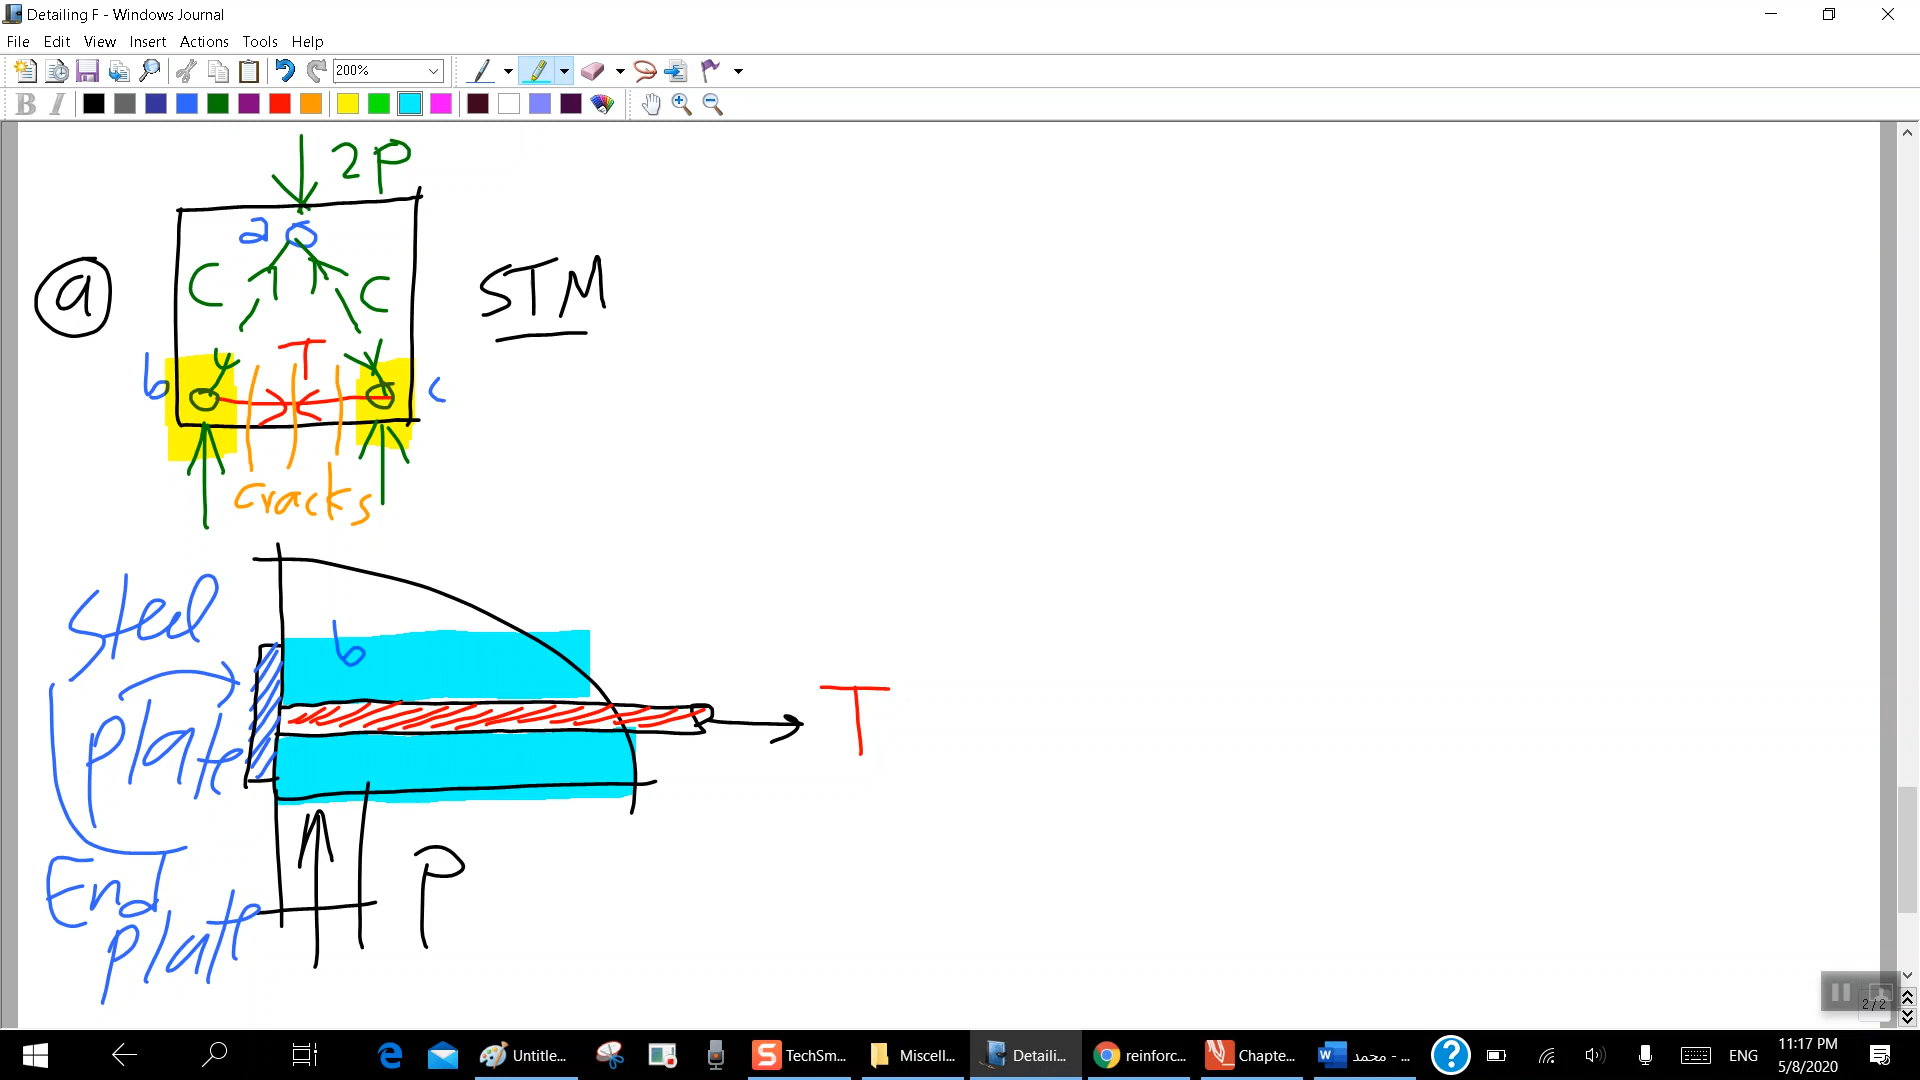 Detailing F - Windows Journal
File Edit View Insert Actions Tools Help
200%
B I
2P
a
C C
a
STM
T
b c
cracks
Steel
b
plate
T
End
P
plate
2 / 2
Untitle...
TechSm...
Miscell...
Detaili...
reinforc...
Chapte...
محمد - ...
ENG
11:17 PM
5/8/2020